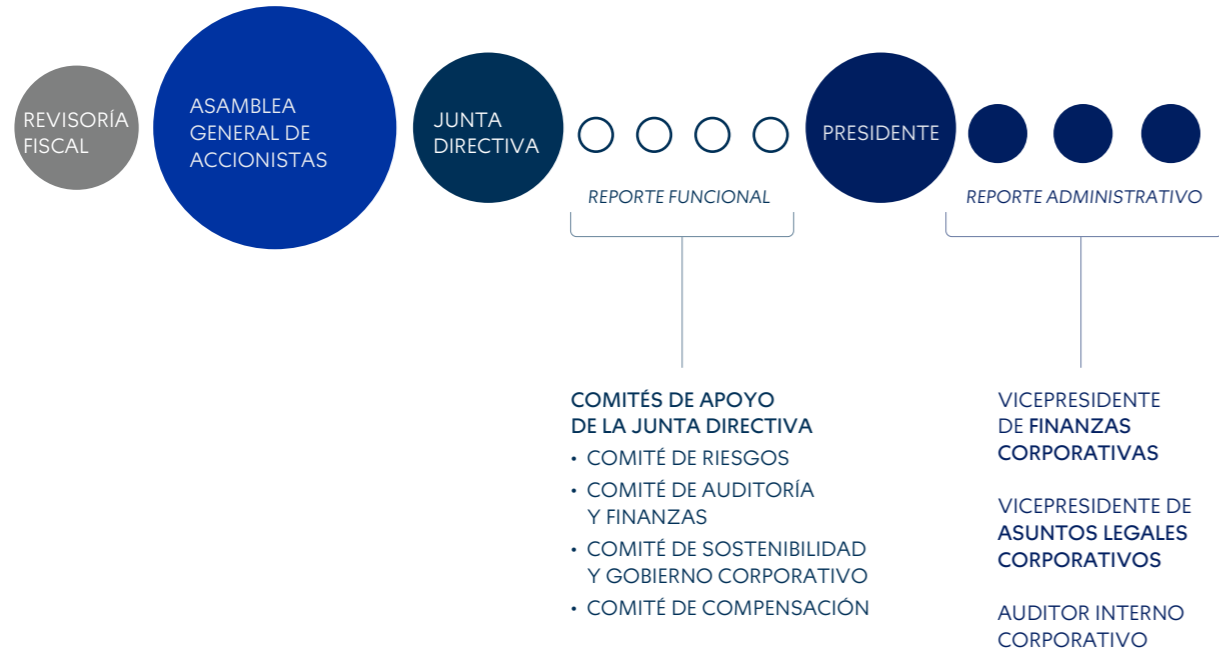 REVISORÍA
FISCAL
ASAMBLEA
GENERAL DE
ACCIONISTAS
JUNTA
DIRECTIVA
REPORTE FUNCIONAL
PRESIDENTE
REPORTE ADMINISTRATIVO
COMITÉS DE APOYO
DE LA JUNTA DIRECTIVA
• COMITÉ DE RIESGOS
• COMITÉ DE AUDITORÍA
Y FINANZAS
• COMITÉ DE SOSTENIBILIDAD
Y GOBIERNO CORPORATIVO
• COMITÉ DE COMPENSACIÓN
VICEPRESIDENTE
DE FINANZAS
CORPORATIVAS
VICEPRESIDENTE DE
ASUNTOS LEGALES
CORPORATIVOS
AUDITOR INTERNO
CORPORATIVO